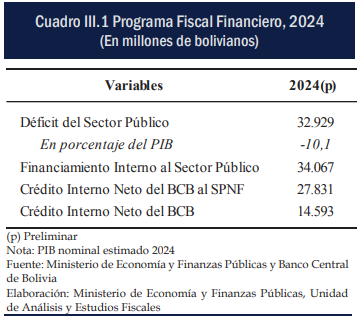 Cuadro III.1 Programa Fiscal Financiero, 2024
(En millones de bolivianos)
Variables 2024(p)
Déficit del Sector Público 32.929
En porcentaje del PIB -10,1
Financiamiento Interno al Sector Público 34.067
Crédito Interno Neto del BCB al SPNF 27.831
Crédito Interno Neto del BCB 14.593
(p) Preliminar
Nota: PIB nominal estimado 2024
Fuente: Ministerio de Economía y Finanzas Públicas y Banco Central
de Bolivia
Elaboración: Ministerio de Economía y Finanzas Públicas, Unidad
de Análisis y Estudios Fiscales